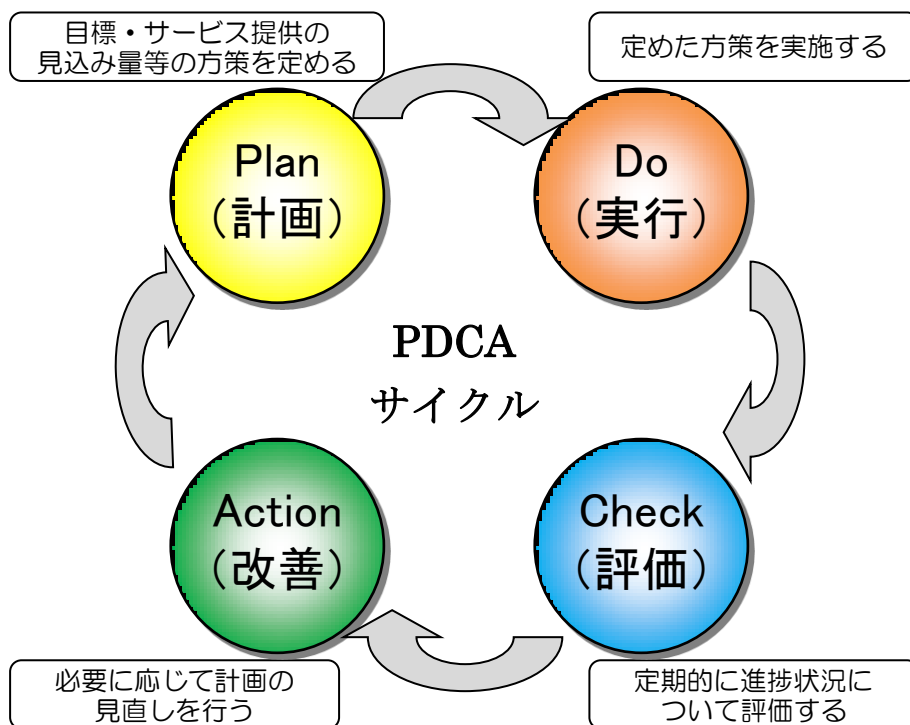 目標・サービス提供の
見込み量等の方策を定める
定めた方策を実施する
Plan
（計画）
Do
（実行）
PDCA
サイクル
Action
（改善）
Check
（評価）
必要に応じて計画の
見直しを行う
定期的に進捗状況に
ついて評価する